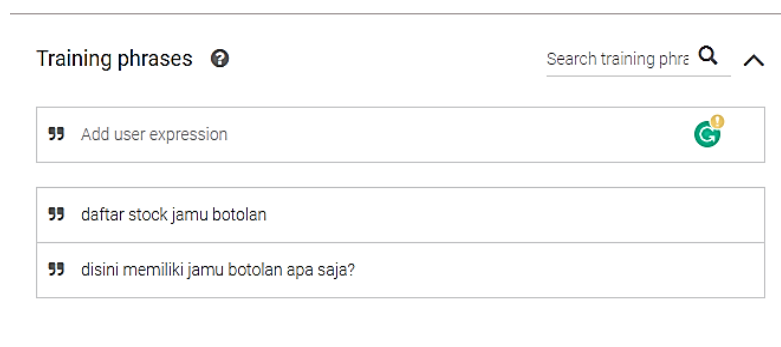 Training phrases
Search training phra
Add user expression
daftar stock jamu botolan
disini memiliki jamu botolan apa saja?